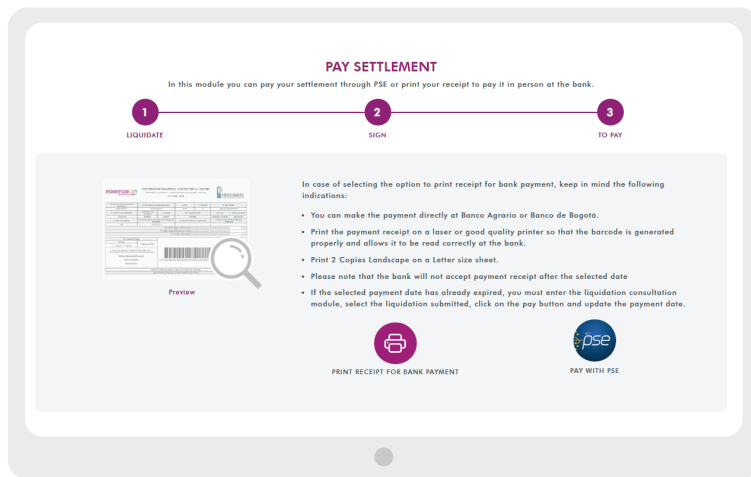 PAY SETTLEMENT
In this module you can pay your settlement through PSE or print your receipt to pay it in person at the bank.
1
2
3
LIQUIDATE
SIGN
TO PAY
FONTUR
In case of selecting the option to print receipt for bank payment, keep in mind the following
indications:
• You can make the payment directly at Banco Agrario or Banco de Bogotá.
• Print the payment receipt on a laser or good quality printer so that the barcode is generated
properly and allows it to be read correctly at the bank.
• Print 2 Copies Landscape on a Letter size sheet.
• Please note that the bank will not accept payment receipt after the selected date
• If the selected payment date has already expired, you must enter the liquidation consultation
module, select the liquidation submitted, click on the pay button and update the payment date.
Preview
pse
PRINT RECEIPT FOR BANK PAYMENT
PAY WITH PSE